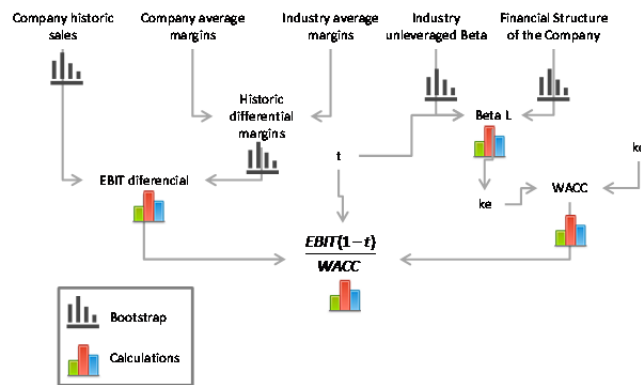 Company historic
sales
Company average
margins
Industry
average margins
Industry
unleveraged Beta
Financial Structure
of the Company
Historic
differential
margins
Beta L
t
EBIT diferencial
ke
WACC
EBIT(1−t)
WACC
Bootstrap
Calculations